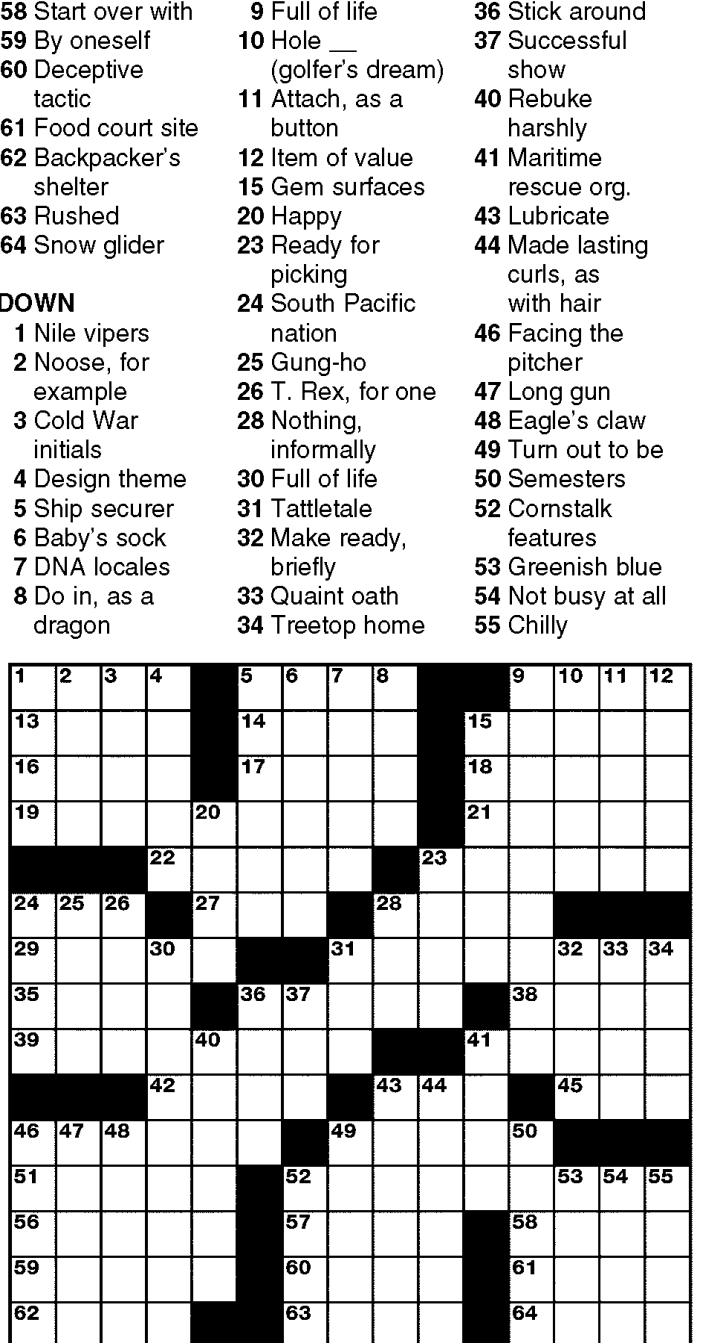 58 Start over with
59 By oneself
60 Deceptive
tactic
61 Food court site
62 Backpacker's
shelter
63 Rushed
64 Snow glider
DOWN
1 Nile vipers
2 Noose, for
example
3 Cold War
initials
4 Design theme
5 Ship securer
6 Baby's sock
7 DNA locales
8 Do in, as a
dragon
9 Full of life
10 Hole __
(golfer's dream)
11 Attach, as a
button
12 Item of value
15 Gem surfaces
20 Happy
23 Ready for
picking
24 South Pacific
nation
25 Gung-ho
26 T. Rex, for one
28 Nothing,
informally
30 Full of life
31 Tattletale
32 Make ready,
briefly
33 Quaint oath
34 Treetop home
36 Stick around
37 Successful
show
40 Rebuke
harshly
41 Maritime
rescue org.
43 Lubricate
44 Made lasting
curls, as
with hair
46 Facing the
pitcher
47 Long gun
48 Eagle's claw
49 Turn out to be
50 Semesters
52 Cornstalk
features
53 Greenish blue
54 Not busy at all
55 Chilly
1 2 3 4 5 6 7 8 9 10 11 12
13 14 15
16 17 18
19 20 21
22 23
24 25 26 27 28
29 30 31 32 33 34
35 36 37 38
39 40 41
42 43 44 45
46 47 48 49 50
51 52 53 54 55
56 57 58
59 60 61
62 63 64